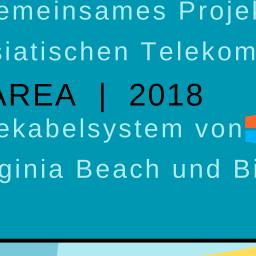 emeinsames Projek
siatischen Telekom
AREA | 2018
ekabelsystem von
ginia Beach und Bi